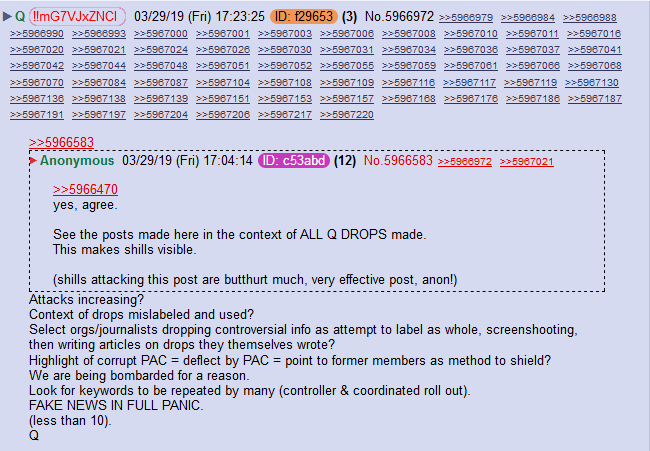 Q !!mG7VJxZNCI 03/29/19 (Fri) 17:23:25 ID: f29653 (3) No.5966972 >>5966979 >>5966984 >>5966988
>>5966990 >>5966993 >>5967000 >>5967001 >>5967003 >>5967006 >>5967008 >>5967010 >>5967011 >>5967016
>>5967020 >>5967021 >>5967024 >>5967026 >>5967030 >>5967031 >>5967034 >>5967036 >>5967037 >>5967041
>>5967042 >>5967044 >>5967048 >>5967051 >>5967052 >>5967055 >>5967059 >>5967061 >>5967066 >>5967068
>>5967070 >>5967084 >>5967087 >>5967104 >>5967108 >>5967109 >>5967116 >>5967117 >>5967119 >>5967130
>>5967136 >>5967138 >>5967139 >>5967151 >>5967153 >>5967157 >>5967168 >>5967176 >>5967186 >>5967187
>>5967191 >>5967197 >>5967204 >>5967206 >>5967217 >>5967220
>>5966583
Anonymous 03/29/19 (Fri) 17:04:14 ID: c53abd (12) No.5966583 >>5966972 >>5967021
>>5966470
yes, agree.
See the posts made here in the context of ALL Q DROPS made.
This makes shills visible.
(shills attacking this post are butthurt much, very effective post, anon!)
Attacks increasing?
Context of drops mislabeled and used?
Select orgs/journalists dropping controversial info as attempt to label as whole, screenshooting,
then writing articles on drops they themselves wrote?
Highlight of corrupt PAC = deflect by PAC = point to former members as method to shield?
We are being bombarded for a reason.
Look for keywords to be repeated by many (controller & coordinated roll out).
FAKE NEWS IN FULL PANIC.
(less than 10).
Q